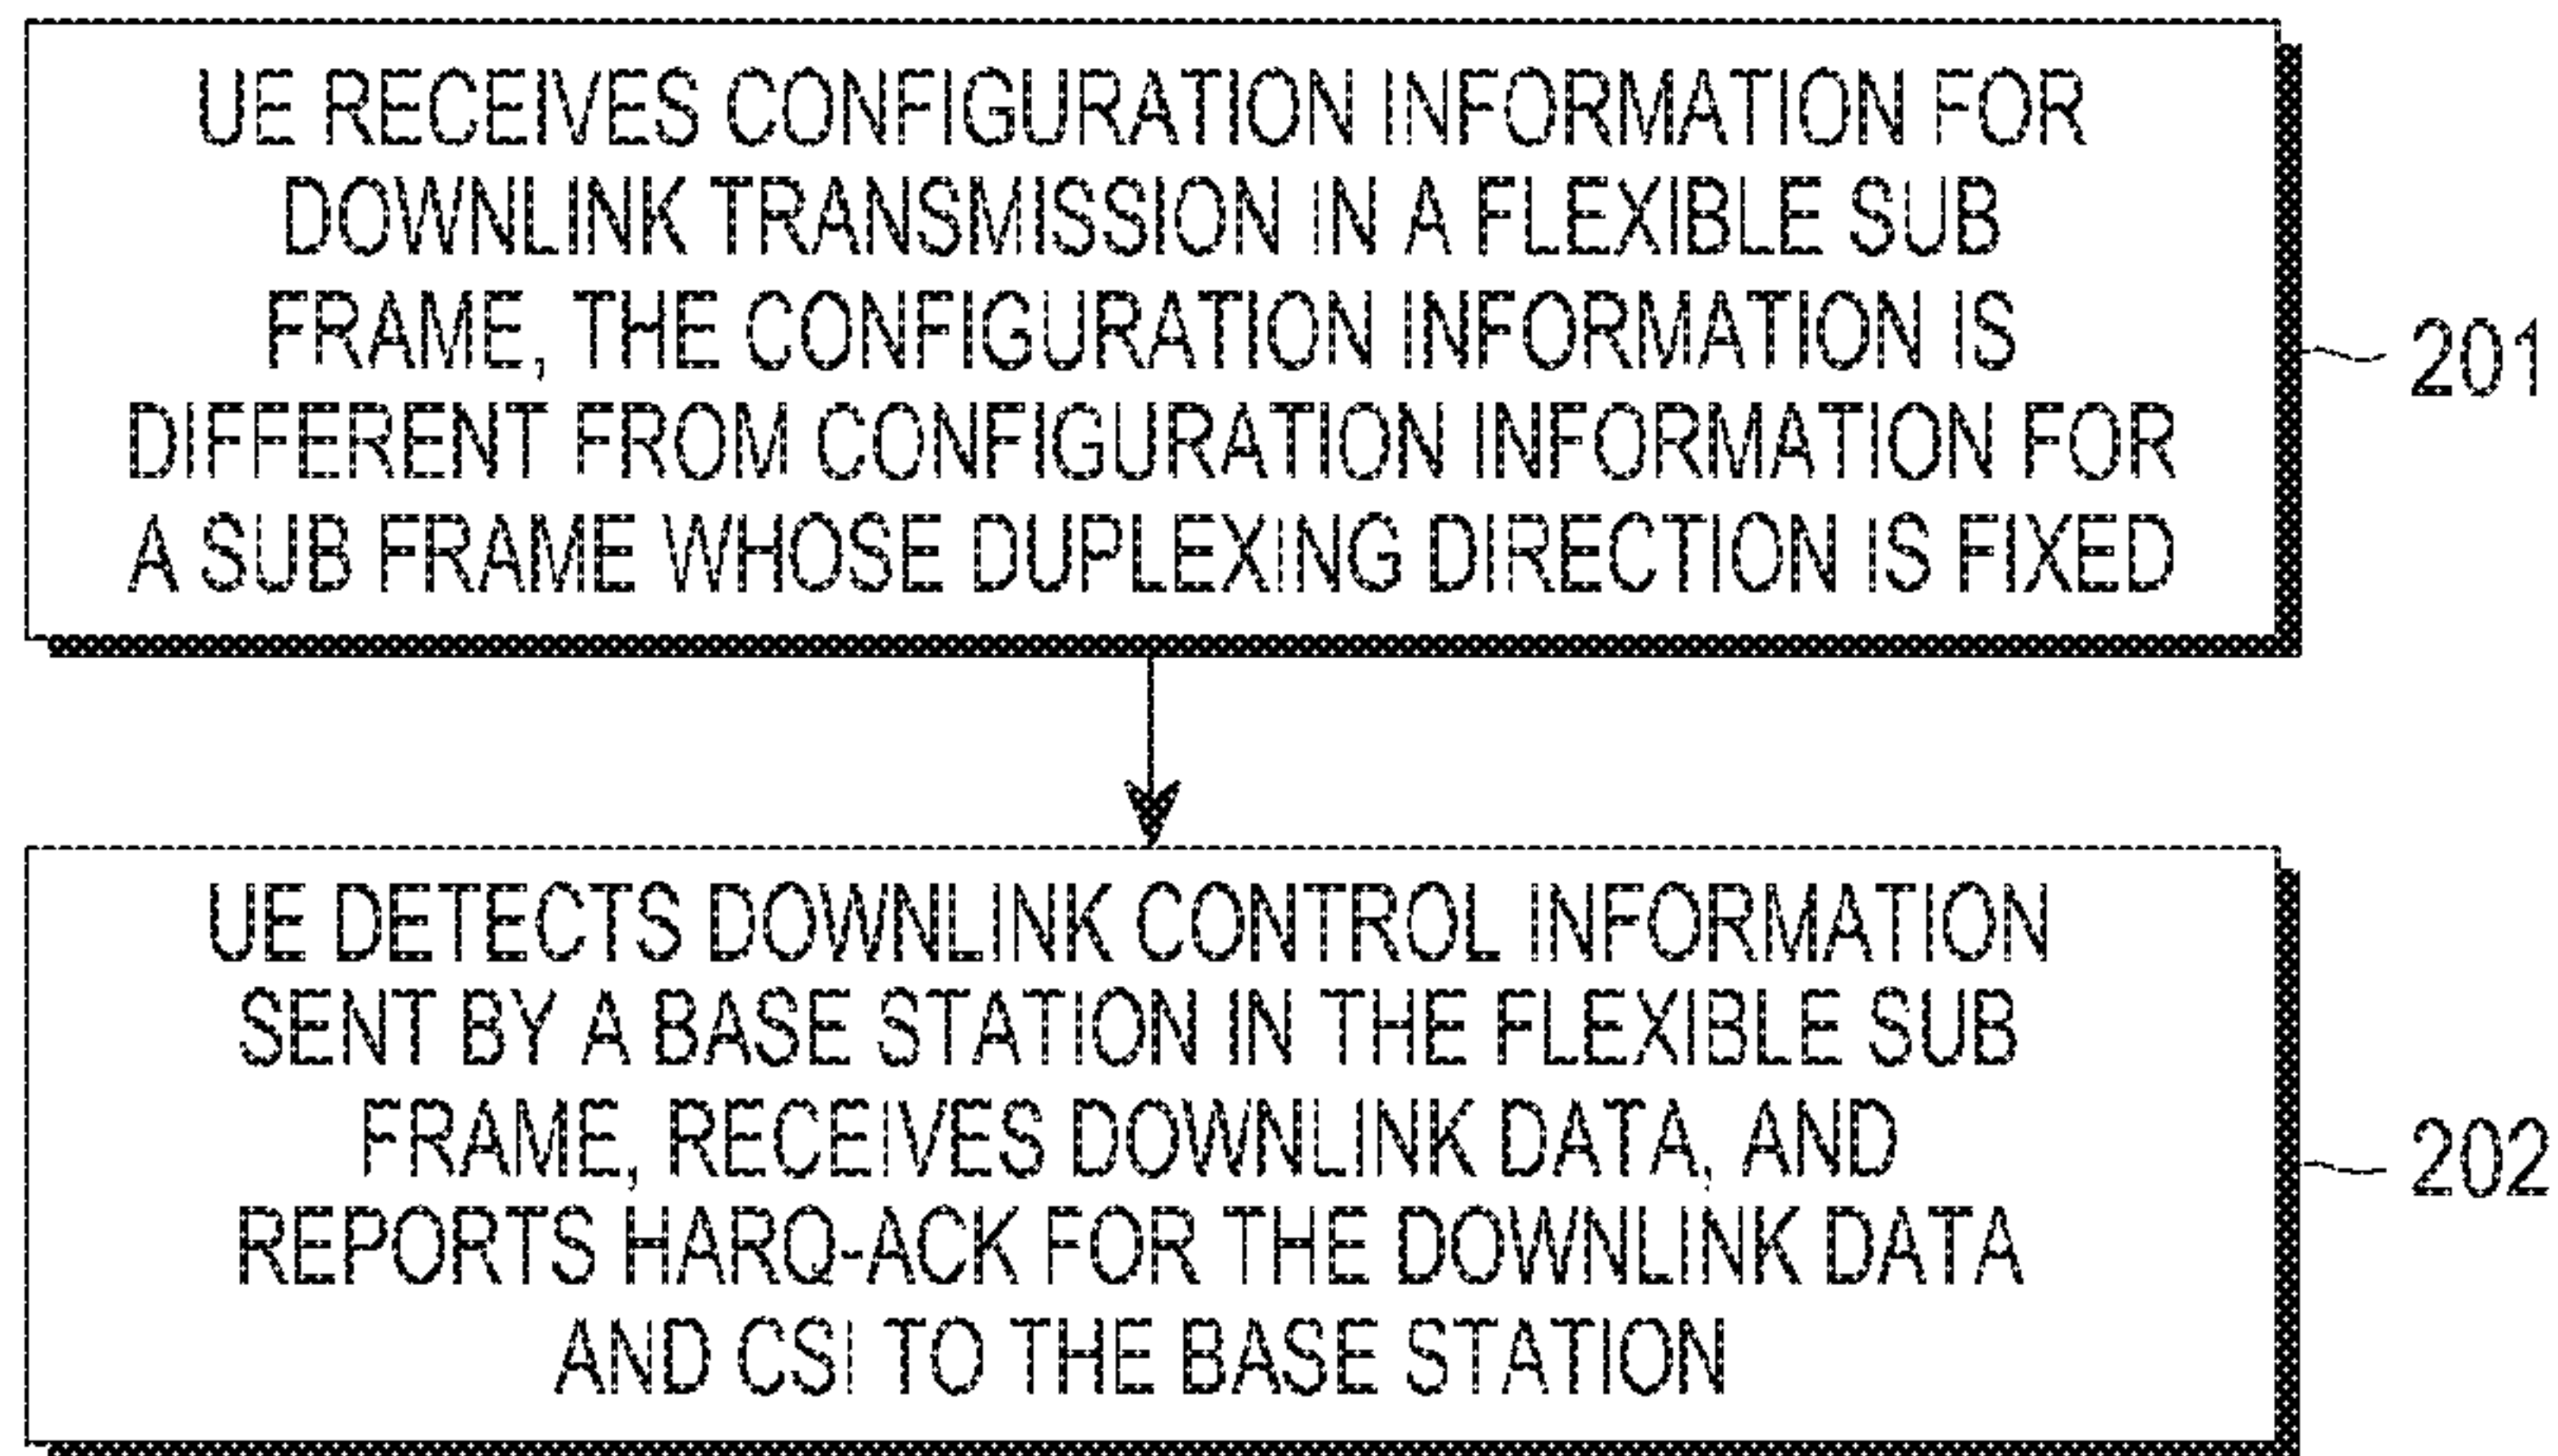 UE RECEIVES CONFIGURATION INFORMATION FOR
DOWNLINK TRANSMISSION IN A FLEXIBLE SUB
FRAME, THE CONFIGURATION INFORMATION IS
DIFFERENT FROM CONFIGURATION INFORMATION FOR
A SUB FRAME WHOSE DUPLEXING DIRECTION IS FIXED
201
UE DETECTS DOWNLINK CONTROL INFORMATION
SENT BY A BASE STATION IN THE FLEXIBLE SUB
FRAME, RECEIVES DOWNLINK DATA, AND
REPORTS HARQ-ACK FOR THE DOWNLINK DATA
AND CSI TO THE BASE STATION
202